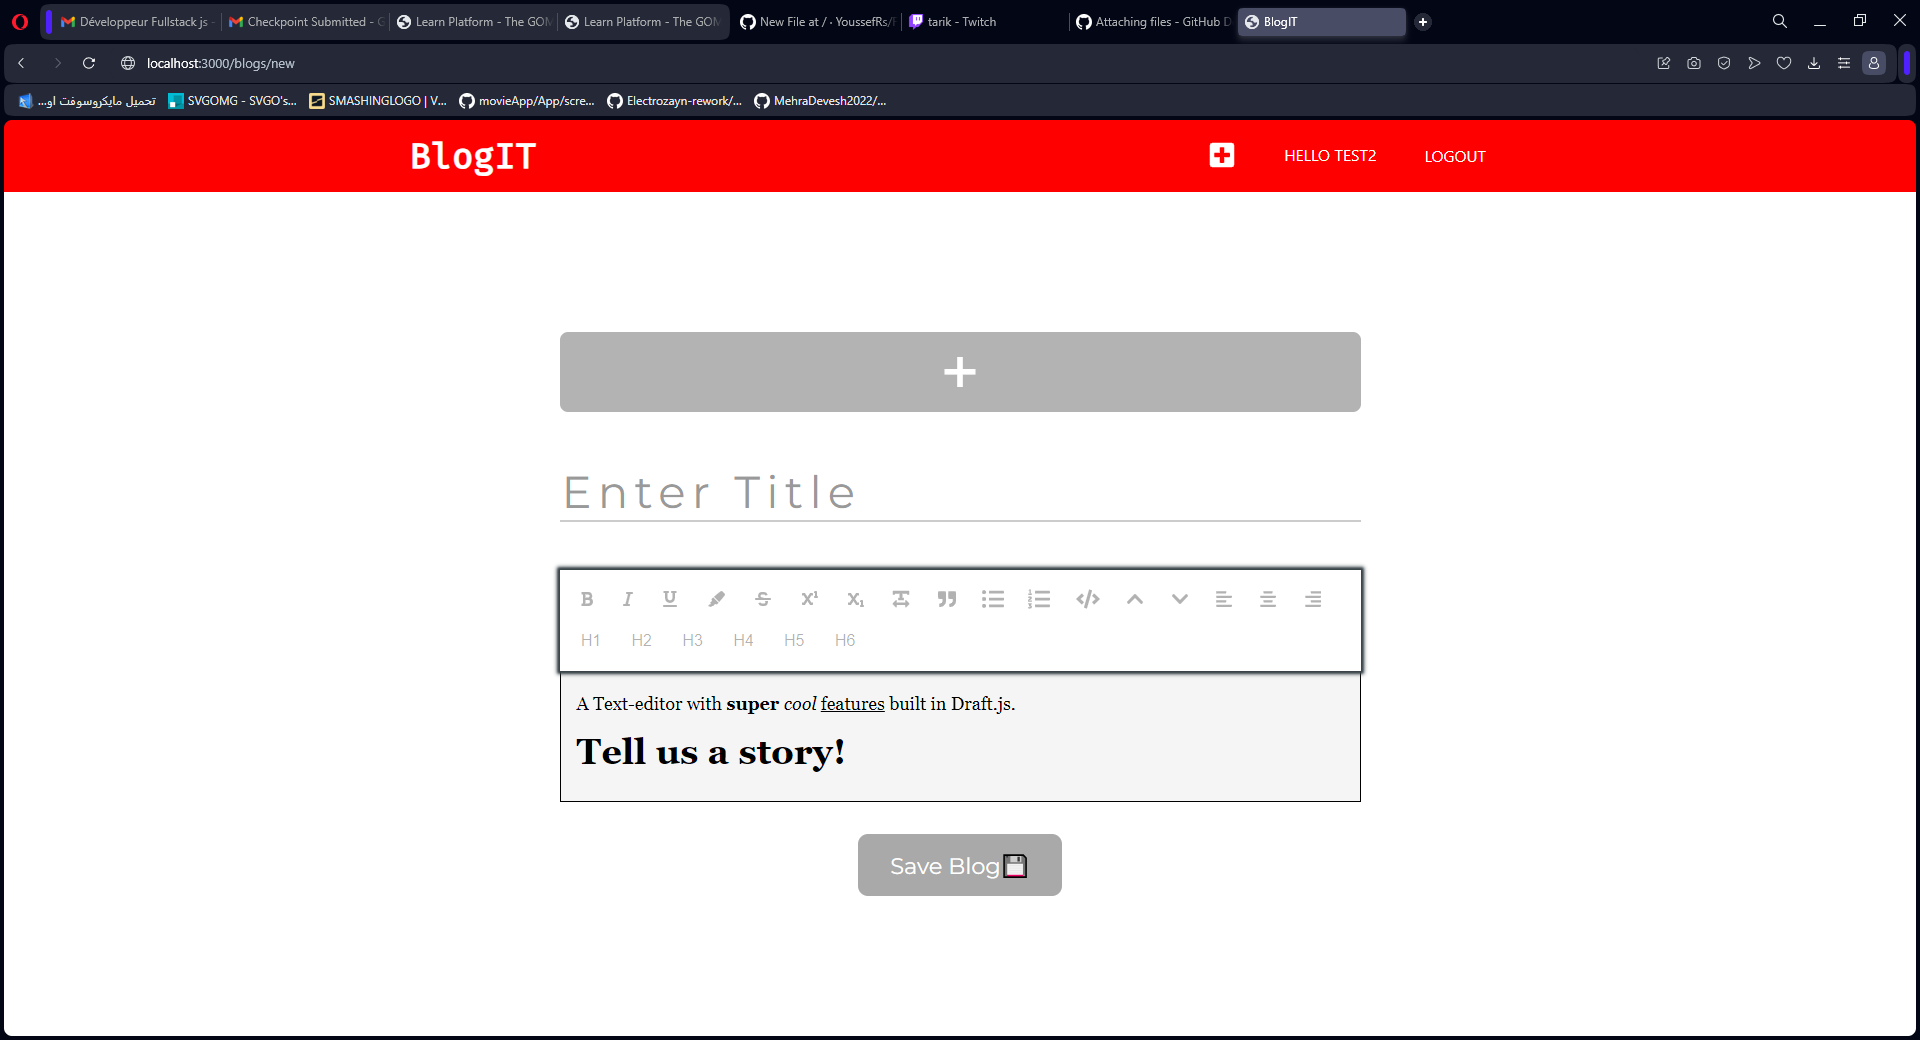 Développeur Fullstack js -
Checkpoint Submitted - G
Learn Platform - The GOM
Learn Platform - The GOM
New File at / · YoussefRs/F
tarik - Twitch
Attaching files - GitHub D
BlogIT
localhost:3000/blogs/new
تحميل مايكروسوفت او...
SVGOMG - SVGO's...
SMASHINGLOGO | V...
movieApp/App/scre...
Electrozayn-rework/...
MehraDevesh2022/...
BlogIT
HELLO TEST2
LOGOUT
Enter Title
B I U S X¹ X₁
H1 H2 H3 H4 H5 H6
A Text-editor with super cool features built in Draft.js.
Tell us a story!
Save Blog💾